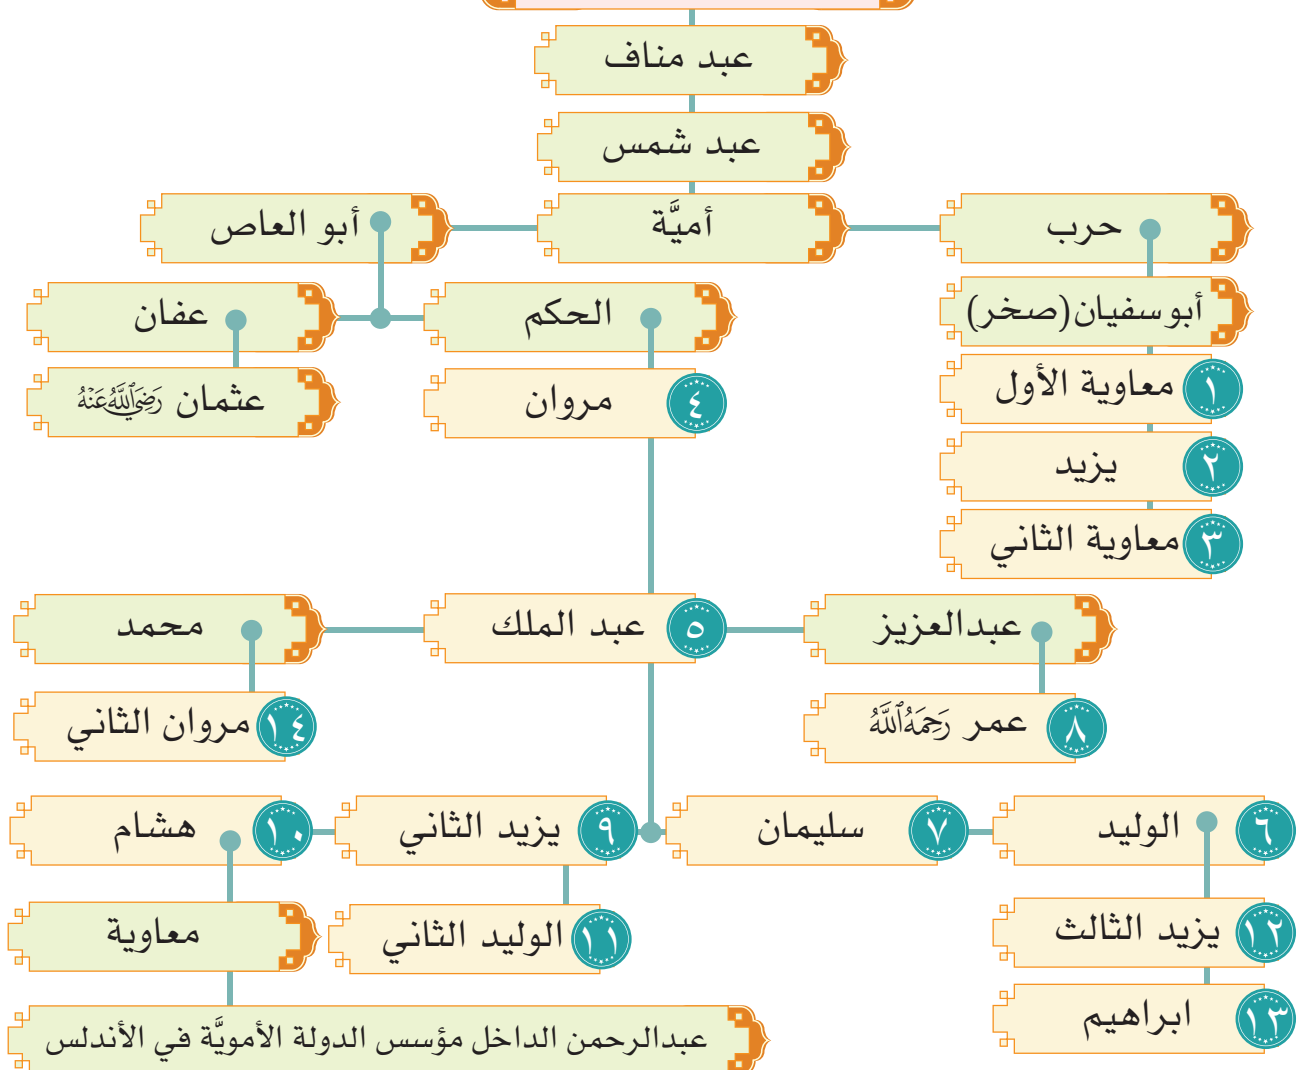 عبد مناف
عبد شمس
حرب
أميَّة
أبو العاص
أبو سفيان (صخر)
الحكم
عفان
١ معاوية الأول
٤ مروان
عثمان رَضِيَ ٱللَّهُ عَنْهُ
٢ يزيد
٣ معاوية الثاني
عبدالعزيز
٥ عبد الملك
محمد
٨ عمر رَحِمَهُ ٱللَّهُ
١٤ مروان الثاني
٦ الوليد
٧ سليمان
٩ يزيد الثاني
١٠ هشام
١٢ يزيد الثالث
١١ الوليد الثاني
معاوية
١٣ ابراهيم
عبدالرحمن الداخل مؤسس الدولة الأمويَّة في الأندلس